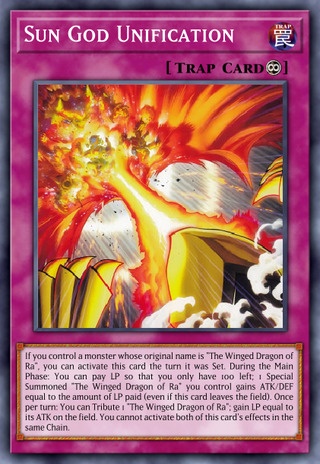 Sun God Unification
TRAP
罠
[Trap Card∞]
If you control a monster whose original name is "The Winged Dragon of
Ra", you can activate this card the turn it was Set. During the Main
Phase: You can pay LP so that you only have 100 left; 1 Special
Summoned "The Winged Dragon of Ra" you control gains ATK/DEF
equal to the amount of LP paid (even if this card leaves the field). Once
per turn: You can Tribute 1 "The Winged Dragon of Ra"; gain LP equal to
its ATK on the field. You cannot activate both of this card's effects in the
same Chain.